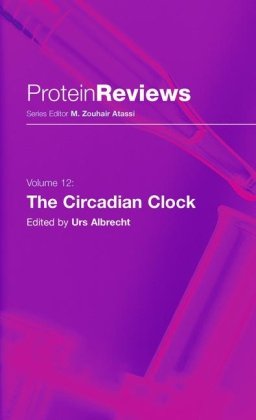 ProteinReviews
Series Editor M. Zouhair Atassi
Volume 12:
The Circadian Clock
Edited by Urs Albrecht